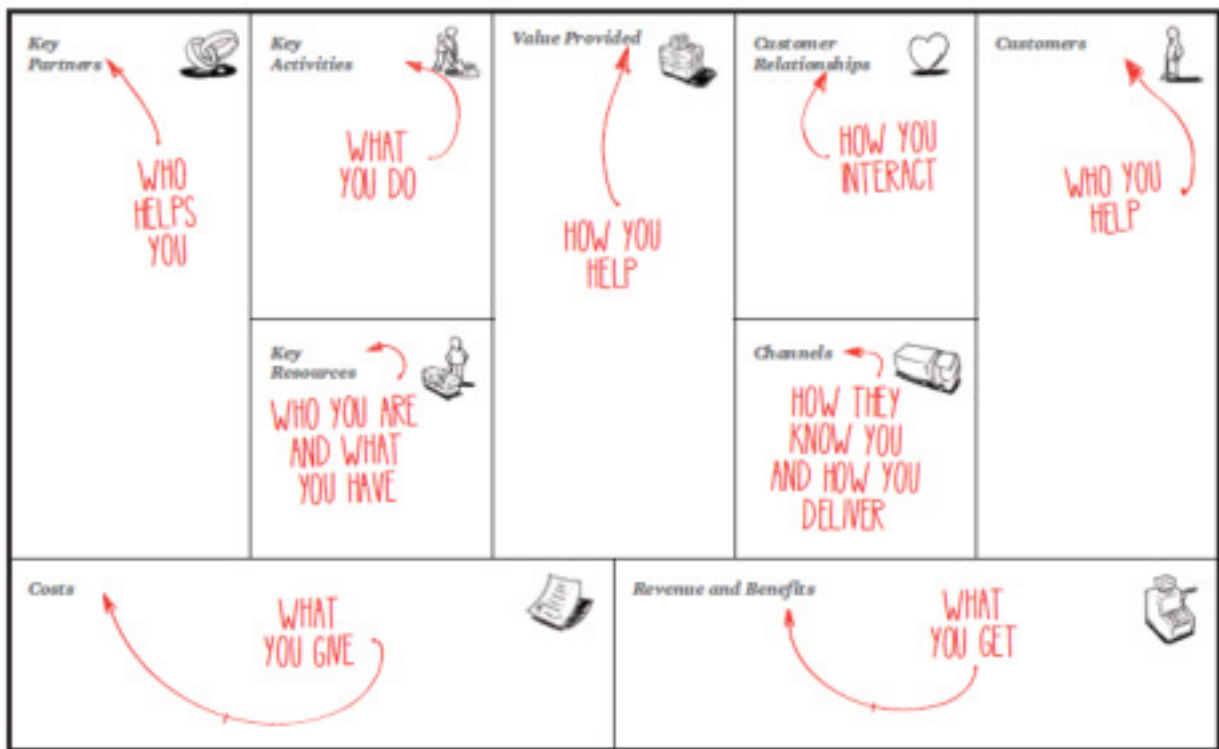 Key
Partners
WHO
HELPS
YOU
Key
Activities
WHAT
YOU DO
Key
Resources
WHO YOU ARE
AND WHAT
YOU HAVE
Value Provided
HOW YOU
HELP
Customer
Relationships
HOW YOU
INTERACT
Channels
HOW THEY
KNOW YOU
AND HOW YOU
DELIVER
Customers
WHO YOU
HELP
Costs
WHAT
YOU GIVE
Revenue and Benefits
WHAT
YOU GET